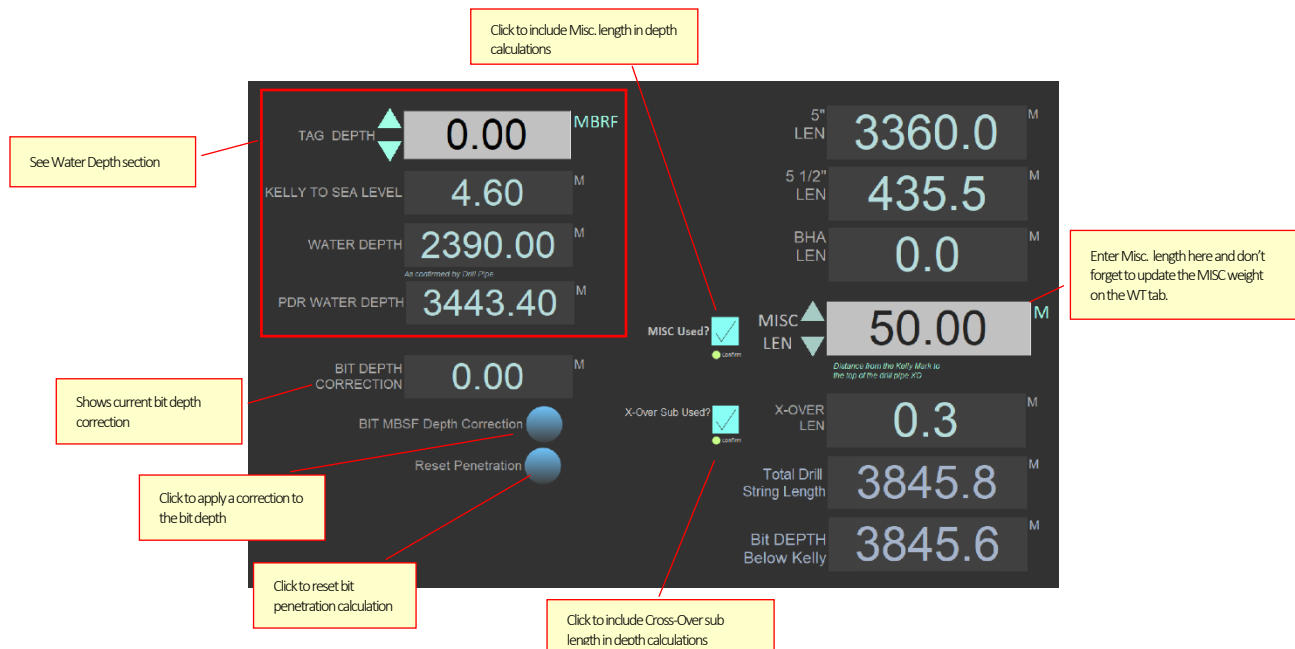 Click to include Misc. length in depth
calculations
See Water Depth section
TAG DEPTH
0.00
MBRF
KELLY TO SEA LEVEL
4.60
M
WATER DEPTH
2390.00
M
As confirmed by Drill Pipe
PDR WATER DEPTH
3443.40
M
BIT DEPTH
CORRECTION
0.00
M
BIT MBSF Depth Correction
Reset Penetration
Shows current bit depth
correction
Click to apply a correction to
the bit depth
Click to reset bit
penetration calculation
5"
LEN
3360.0
M
5 1/2"
LEN
435.5
M
BHA
LEN
0.0
M
MISC Used?
confirm
MISC
LEN
50.00
M
Distance from the Kelly Mark to
the top of the drill pipe XO
Enter Misc. length here and don't
forget to update the MISC weight
on the WT tab.
X-Over Sub Used?
confirm
X-OVER
LEN
0.3
M
Total Drill
String Length
3845.8
M
Bit DEPTH
Below Kelly
3845.6
M
Click to include Cross-Over sub
length in depth calculations